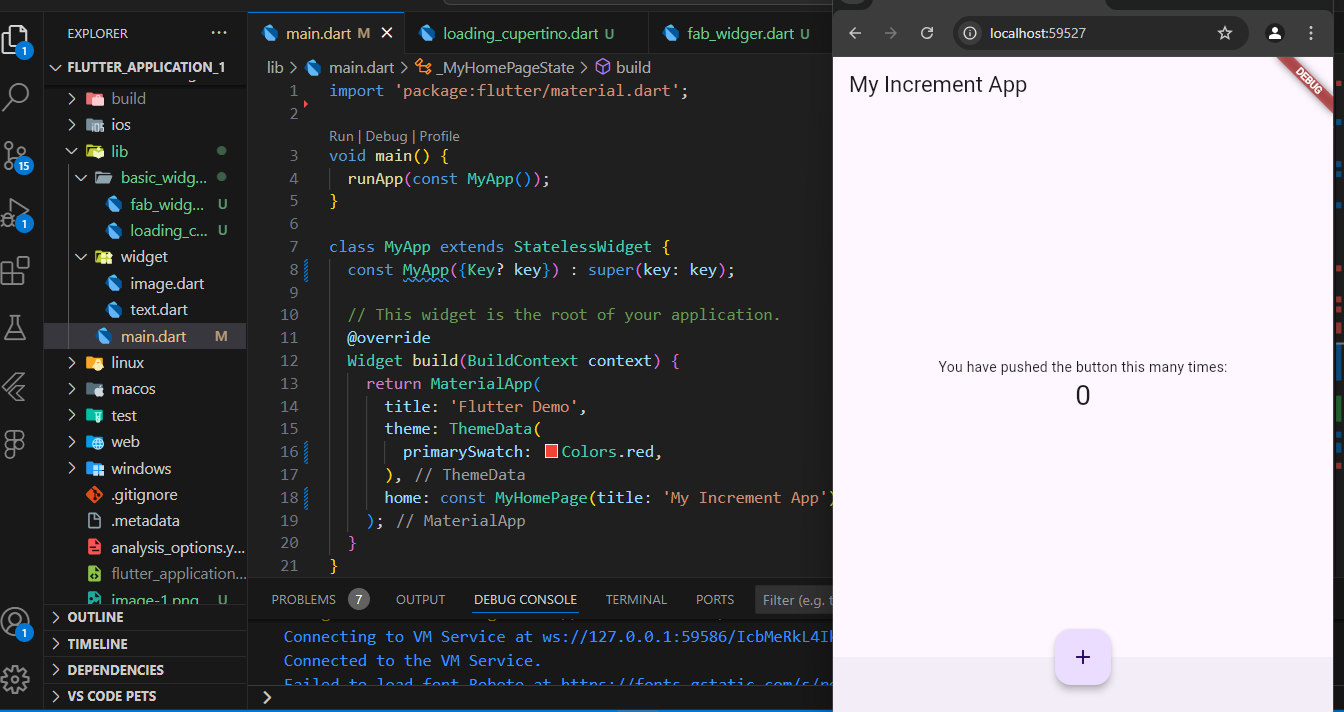 EXPLORER
FLUTTER_APPLICATION_1
build
ios
lib
basic_widg...
fab_widg... U
loading_c... U
widget
image.dart
text.dart
main.dart M
linux
macos
test
web
windows
.gitignore
.metadata
analysis_options.y...
flutter_application...
image-1.png U
OUTLINE
TIMELINE
DEPENDENCIES
VS CODE PETS
1
15
1
1
main.dart M
loading_cupertino.dart U
fab_widger.dart U
lib > main.dart > _MyHomePageState > build
1 import 'package:flutter/material.dart';
2
Run | Debug | Profile
3 void main() {
4 runApp(const MyApp());
5 }
6
7 class MyApp extends StatelessWidget {
8 const MyApp({Key? key}) : super(key: key);
9
10 // This widget is the root of your application.
11 @override
12 Widget build(BuildContext context) {
13 return MaterialApp(
14 title: 'Flutter Demo',
15 theme: ThemeData(
16 primarySwatch: Colors.red,
17 ), // ThemeData
18 home: const MyHomePage(title: 'My Increment App')
19 ); // MaterialApp
20 }
21 }
PROBLEMS 7 OUTPUT DEBUG CONSOLE TERMINAL PORTS Filter (e.g. t
Connecting to VM Service at ws://127.0.0.1:59586/IcbMeRkL4I
Connected to the VM Service.
Failed to load font Roboto at https://fonts.gstatic.com/s/
localhost:59527
My Increment App
DEBUG
You have pushed the button this many times:
0
+